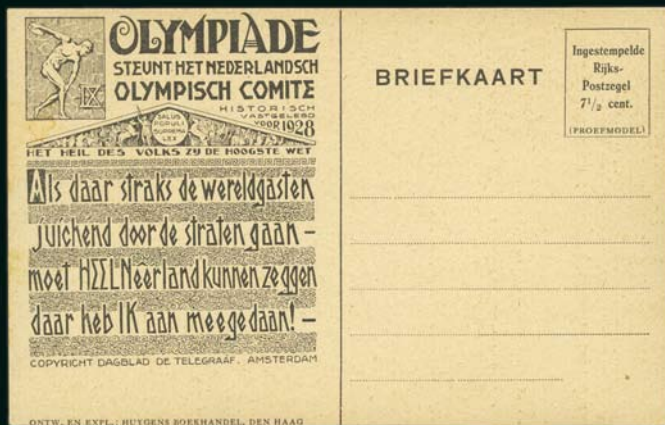 OLYMPIADE
STEUNT HET NEDERLANDSCH
OLYMPISCH COMITE
IX
HISTORISCH
VASTGELEGD
VOOR 1928
SALUS
POPULI
SUPREMA
LEX
HET HEIL DES VOLKS ZY DE HOOGSTE WET
Als daar straks de wereldgasten
juichend door de straten gaan –
moet HEEL Neêrland kunnen zeggen
daar heb IK aan meegedaan! –
COPYRIGHT DAGBLAD DE TELEGRAAF. AMSTERDAM
ONTW. EN EXPL.: HUYGENS BOEKHANDEL, DEN HAAG
BRIEFKAART
Ingestempelde
Rijks-
Postzegel
7½ cent.
(PROEFMODEL)